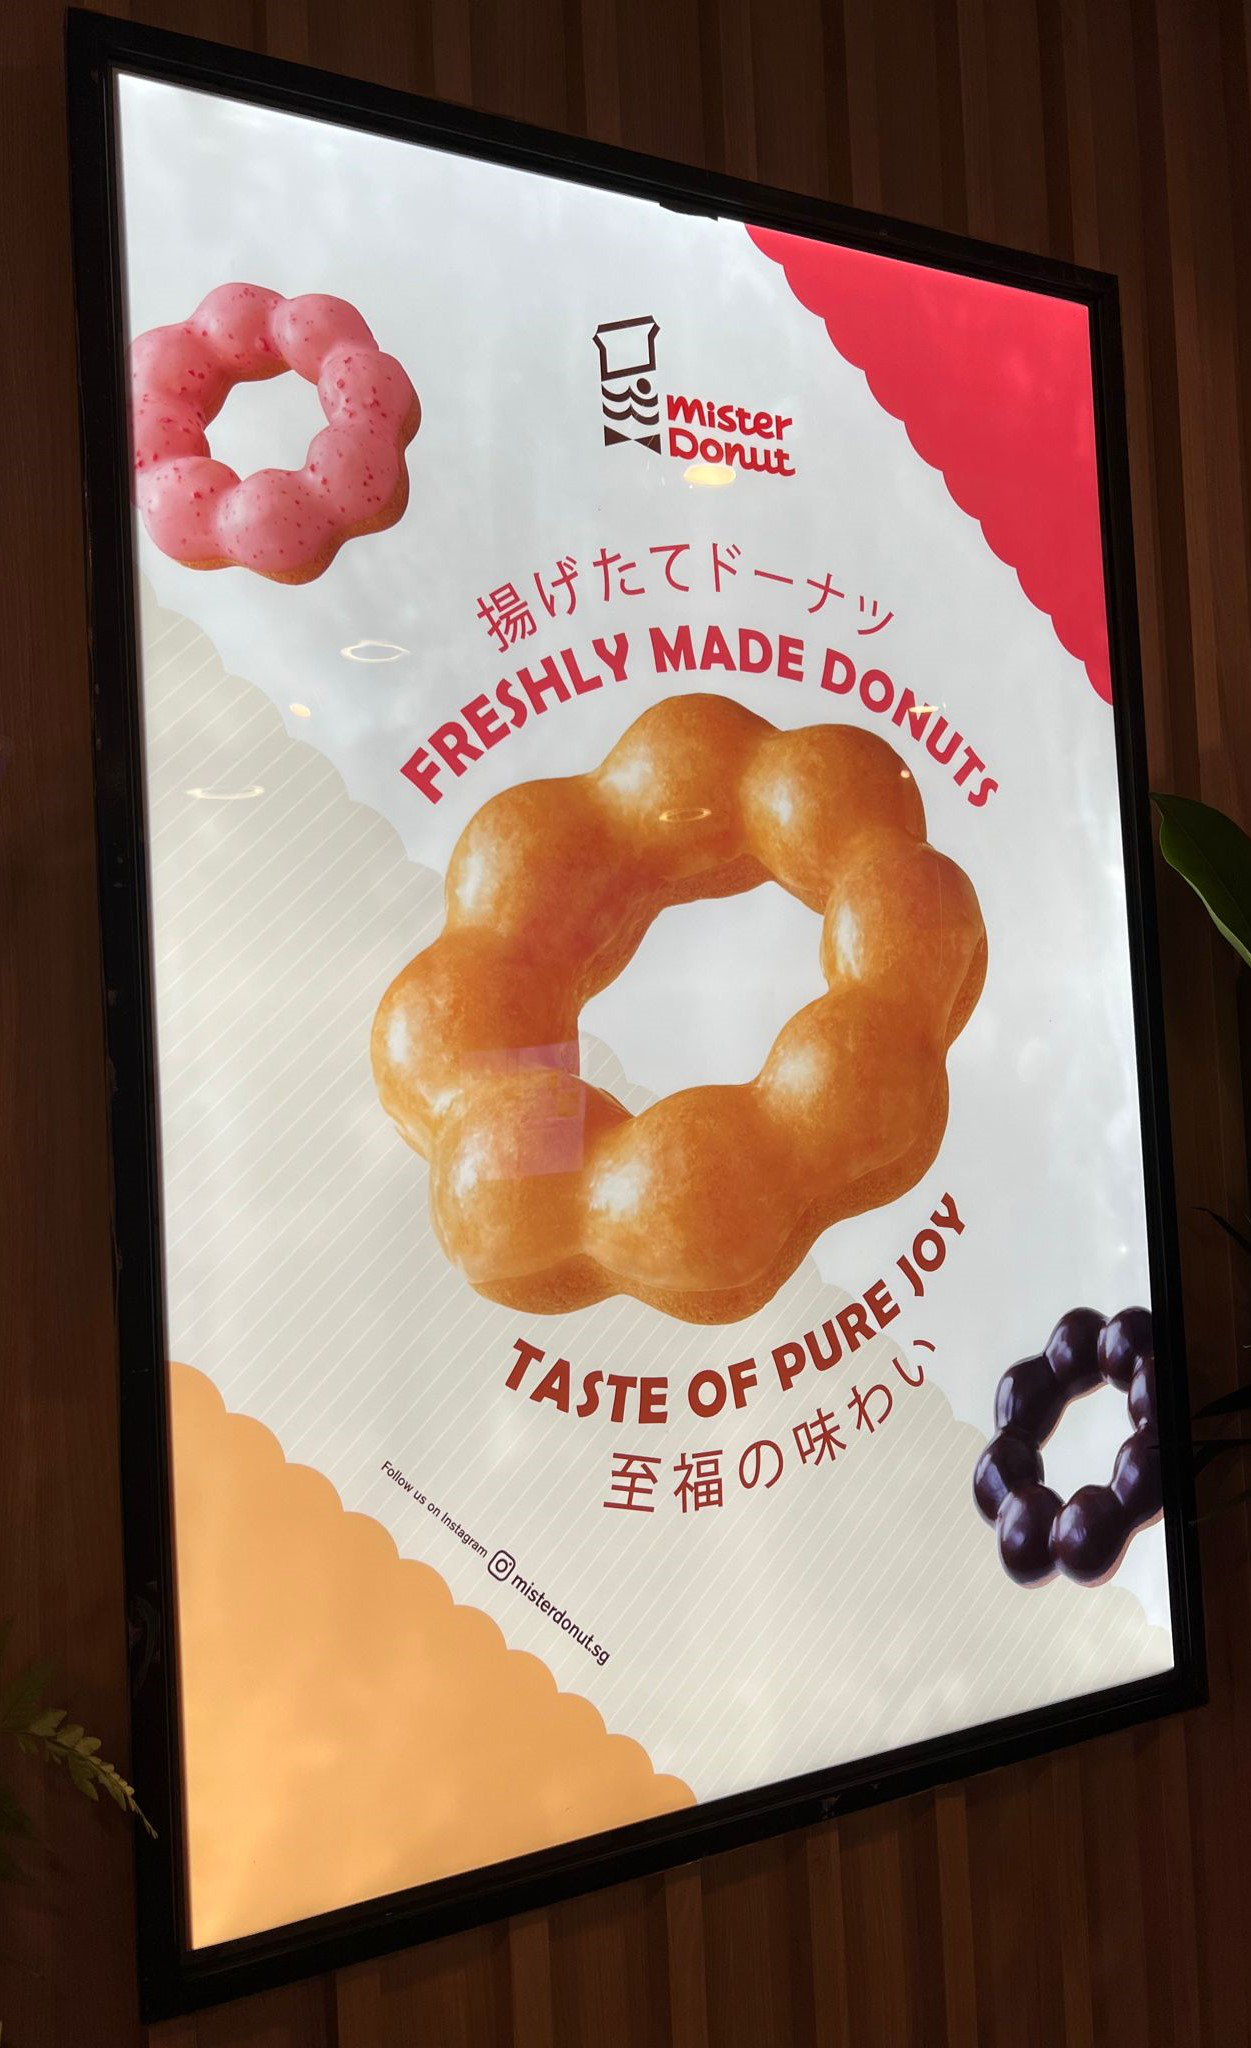 mister
Donut
揚げたてドーナツ
FRESHLY MADE DONUTS
TASTE OF PURE JOY
至福の味わい
Follow us on Instagram misterdonut.sg